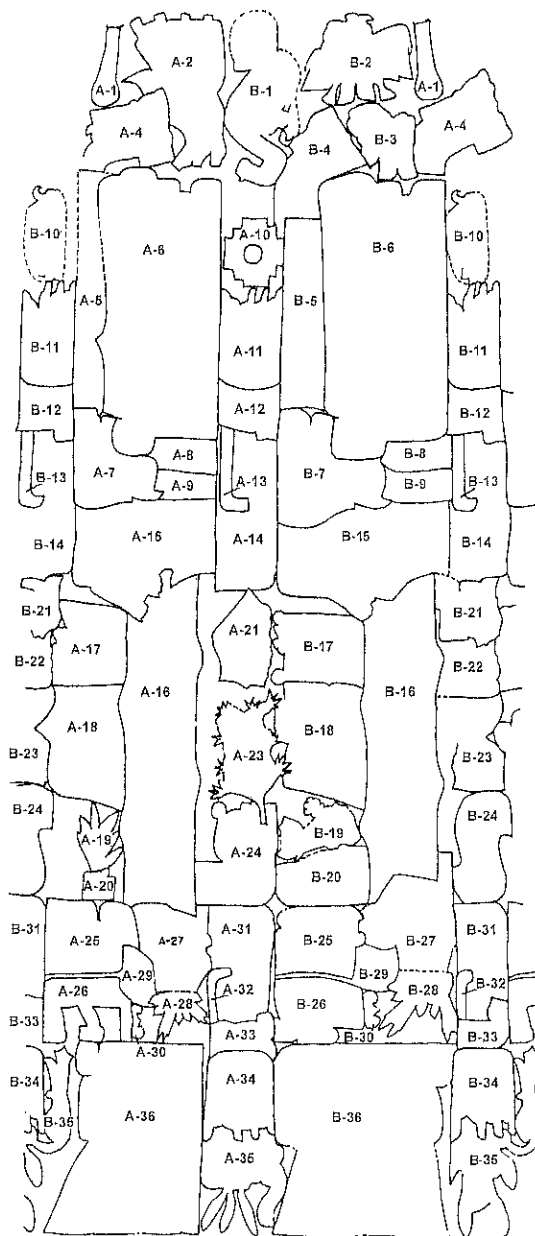 A-2 B-2
A-1 B-1 A-1
A-4 B-3 A-4
B-4
B-10 A-10 B-10
A-6 B-6
A-5 B-5
B-11 A-11 B-11
B-12 A-12 B-12
A-8 B-8
B-13 A-7 A-13 B-7 B-13
A-9 B-9
A-15 B-15
B-14 A-14 B-14
B-21 A-21 B-21
A-17 B-17
B-22 B-22
A-16 B-16
A-18 B-18
B-23 A-23 B-23
B-24 B-24
A-19 B-19
A-24
A-20 B-20
B-31 A-31 B-31
A-25 A-27 B-25 B-27
A-29 B-29
A-32 B-32
A-26 A-28 B-26 B-28
B-33 A-33 B-30 B-33
A-30
B-34 A-34 B-34
B-35
A-36 B-36
A-35 B-35